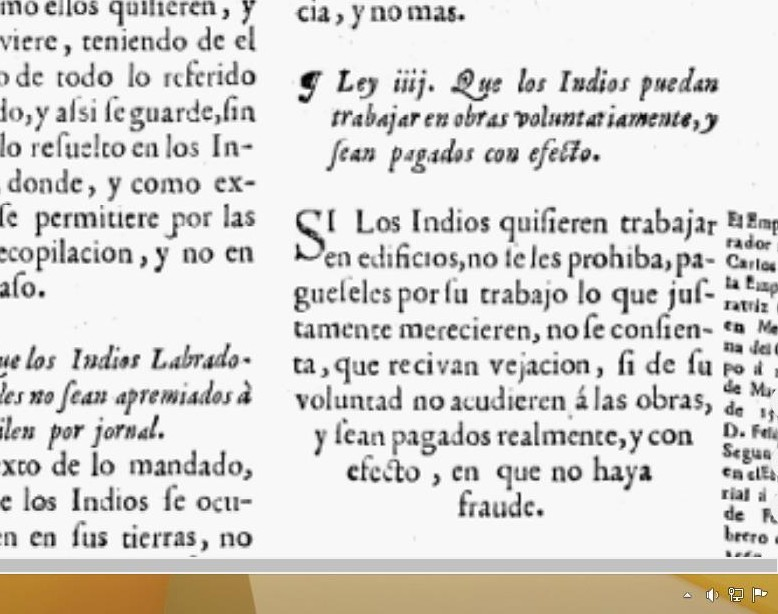 mo ellos quiſieren, y
viere, teniendo de el
de todo lo referido
do, y aſsi ſe guarde, ſin
lo reſuelto en los In-
donde, y como ex-
ſe permitiere por las
ecopilacion, y no en
aſo.
ue los Indios Labrado-
les no ſean apremiados à
ilen por jornal.
xto de lo mandado,
e los Indios ſe ocu-
en en ſus tierras, no
cia, y no mas.
¶ Ley iiij. Que los Indios puedan
trabajar en obras voluntariamente, y
ſean pagados con efecto.
SI Los Indios quiſieren trabajar
en edificios, no ſe les prohiba, pa-
gueſeles por ſu trabajo lo que juſ-
tamente merecieren, no ſe conſien-
ta, que recivan vejacion, ſi de ſu
voluntad no acudieren á las obras,
y ſean pagados realmente, y con
efecto, en que no haya
fraude.
El Emp
rador
Carlos
la Emp
ratriz
en Me
na del
po á
de Ma
de 15
D. Feli
Segun
en el Eſ
rial á
de F
brero